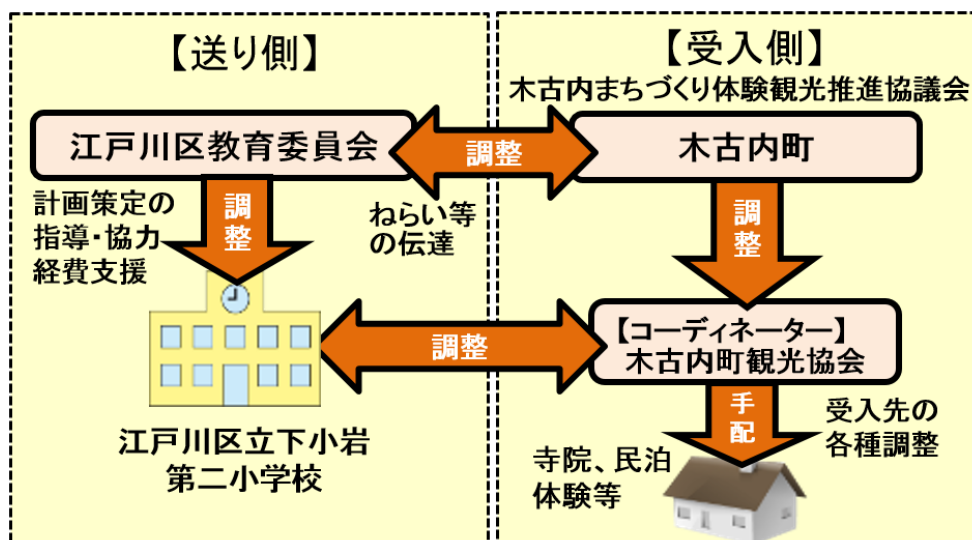 【送り側】
江戸川区教育委員会
計画策定の
指導・協力
経費支援
調整
ねらい等
の伝達
調整
江戸川区立下小岩
第二小学校
調整
【受入側】
木古内まちづくり体験観光推進協議会
木古内町
調整
【コーディネーター】
木古内町観光協会
手配
受入先の
各種調整
寺院、民泊
体験等